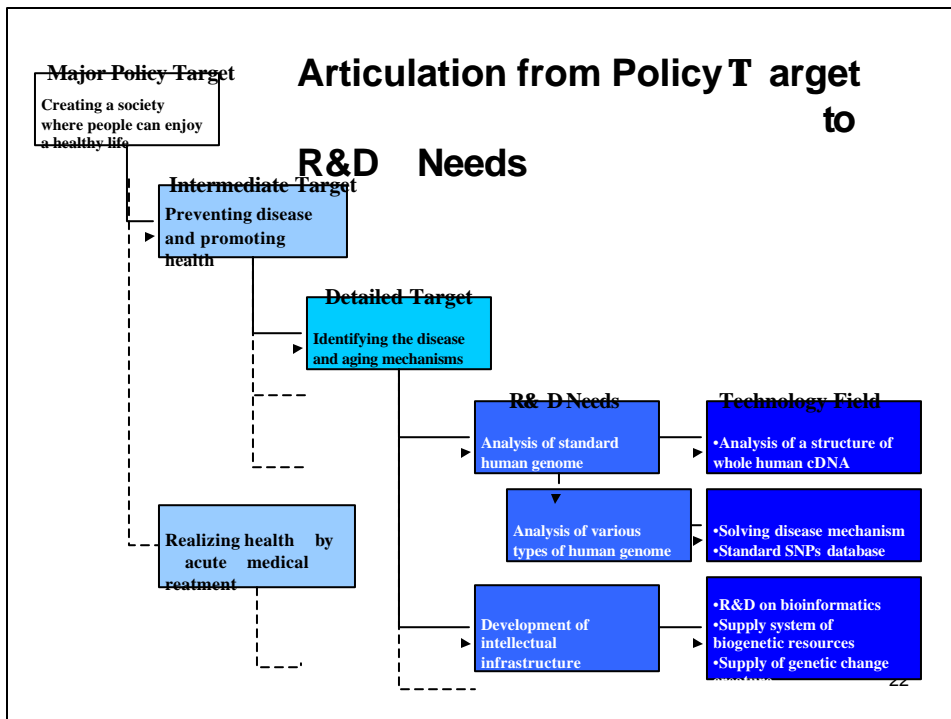 Articulation from Policy T arget
to
R&D Needs
Major Policy Target
Creating a society
where people can enjoy
a healthy life
Intermediate Target
Preventing disease
and promoting
health
Detailed Target
Identifying the disease
and aging mechanisms
R& D Needs
Technology Field
Analysis of standard
human genome
•Analysis of a structure of
whole human cDNA
Analysis of various
types of human genome
•Solving disease mechanism
•Standard SNPs database
Realizing health by
acute medical
reatment
Development of
intellectual
infrastructure
•R&D on bioinformatics
•Supply system of
biogenetic resources
•Supply of genetic change
creature
22